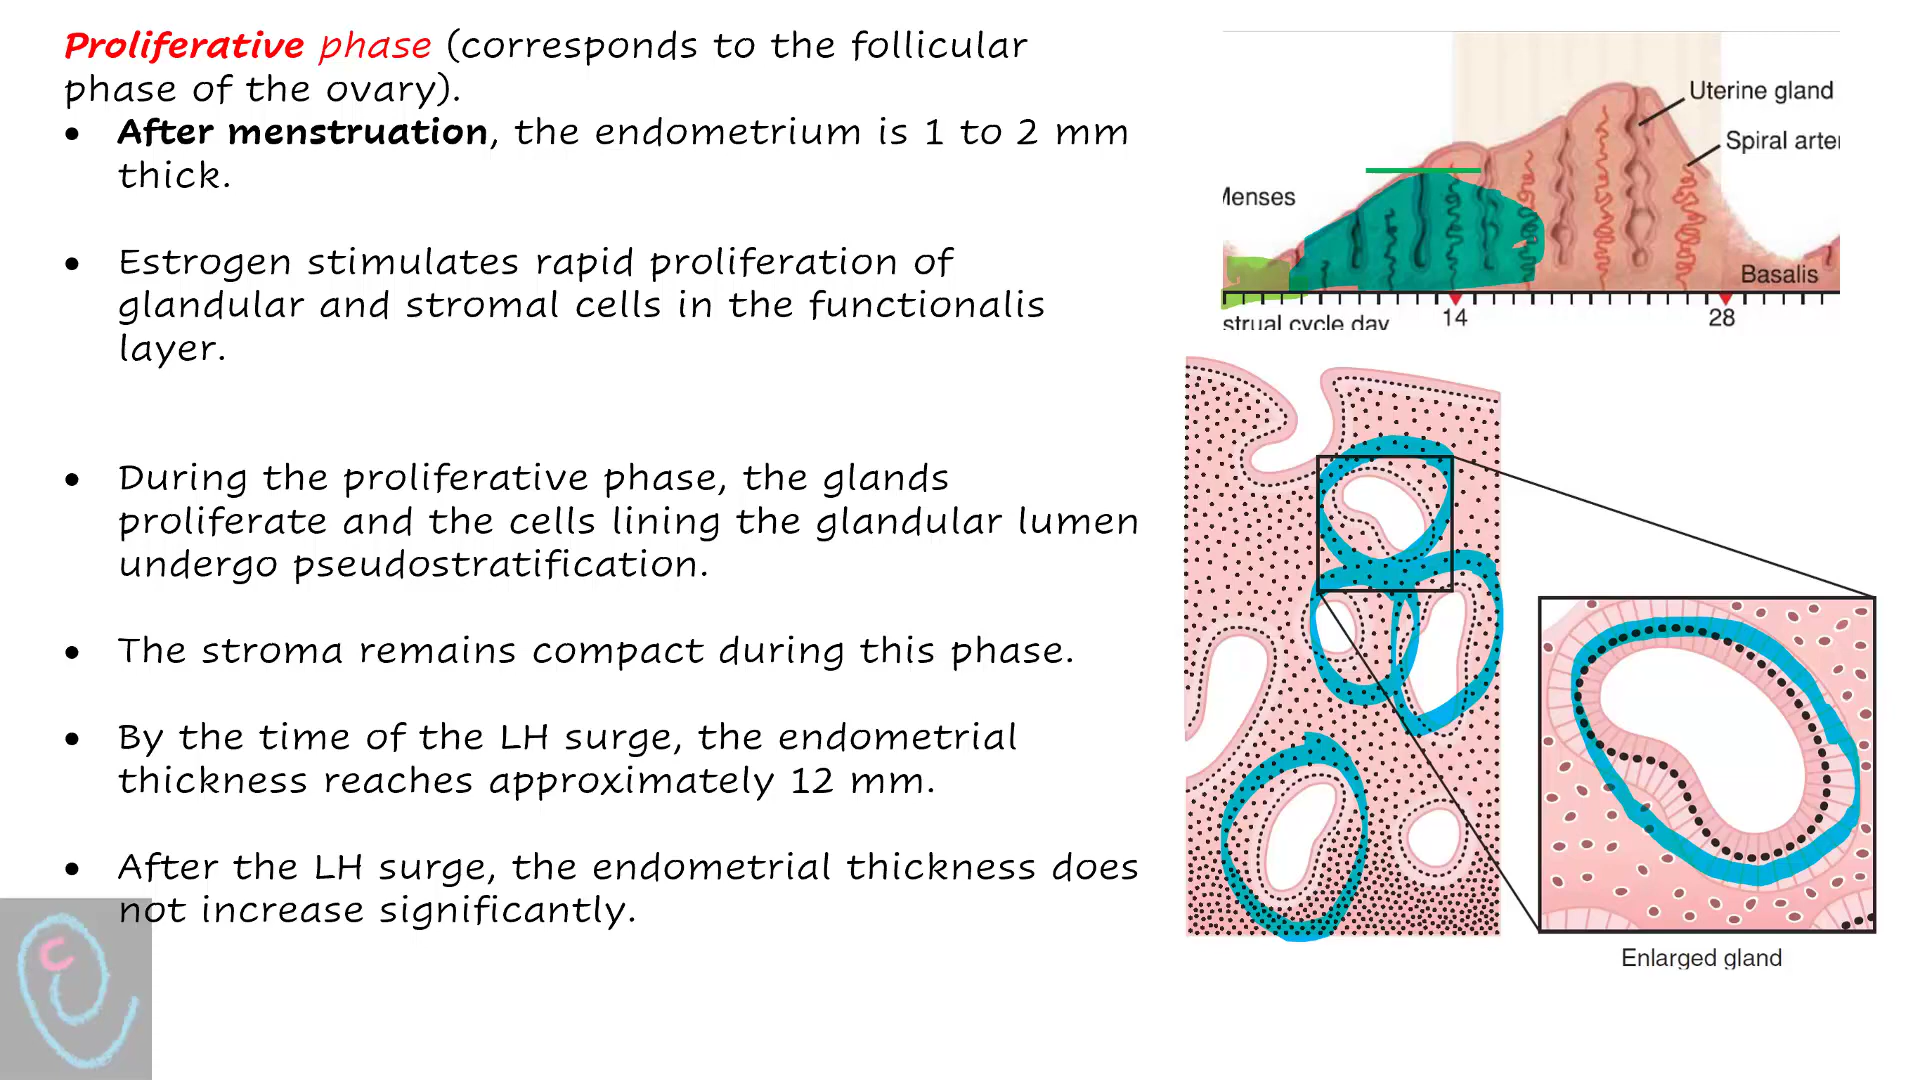 Proliferative phase (corresponds to the follicular
phase of the ovary).
• After menstruation, the endometrium is 1 to 2 mm
thick.
• Estrogen stimulates rapid proliferation of
glandular and stromal cells in the functionalis
layer.
• During the proliferative phase, the glands
proliferate and the cells lining the glandular lumen
undergo pseudostratification.
• The stroma remains compact during this phase.
• By the time of the LH surge, the endometrial
thickness reaches approximately 12 mm.
• After the LH surge, the endometrial thickness does
not increase significantly.
Uterine gland
Spiral arter
Menses
Basalis
14
28
strual cycle day
Enlarged gland